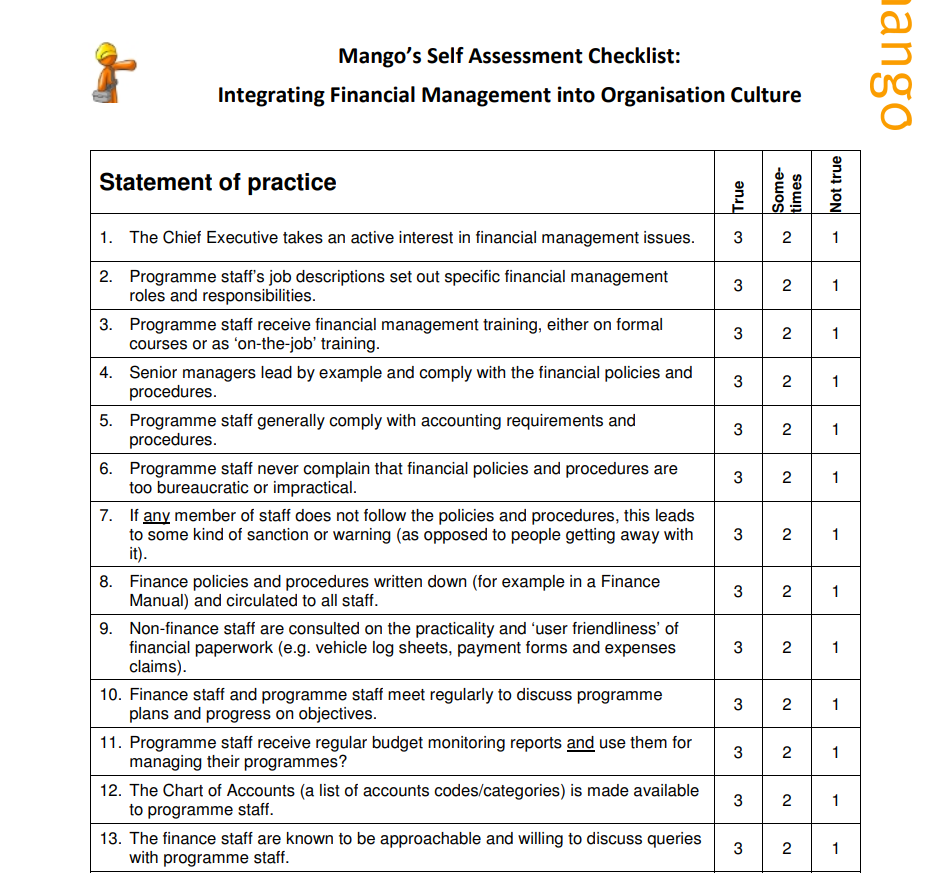 mango
Mango’s Self Assessment Checklist:
Integrating Financial Management into Organisation Culture
Statement of practice
True
Some-
times
Not true
1. The Chief Executive takes an active interest in financial management issues. 3 2 1
2. Programme staff’s job descriptions set out specific financial management
roles and responsibilities. 3 2 1
3. Programme staff receive financial management training, either on formal
courses or as ‘on-the-job’ training. 3 2 1
4. Senior managers lead by example and comply with the financial policies and
procedures. 3 2 1
5. Programme staff generally comply with accounting requirements and
procedures. 3 2 1
6. Programme staff never complain that financial policies and procedures are
too bureaucratic or impractical. 3 2 1
7. If any member of staff does not follow the policies and procedures, this leads
to some kind of sanction or warning (as opposed to people getting away with
it). 3 2 1
8. Finance policies and procedures written down (for example in a Finance
Manual) and circulated to all staff. 3 2 1
9. Non-finance staff are consulted on the practicality and ‘user friendliness’ of
financial paperwork (e.g. vehicle log sheets, payment forms and expenses
claims). 3 2 1
10. Finance staff and programme staff meet regularly to discuss programme
plans and progress on objectives. 3 2 1
11. Programme staff receive regular budget monitoring reports and use them for
managing their programmes? 3 2 1
12. The Chart of Accounts (a list of accounts codes/categories) is made available
to programme staff. 3 2 1
13. The finance staff are known to be approachable and willing to discuss queries
with programme staff. 3 2 1